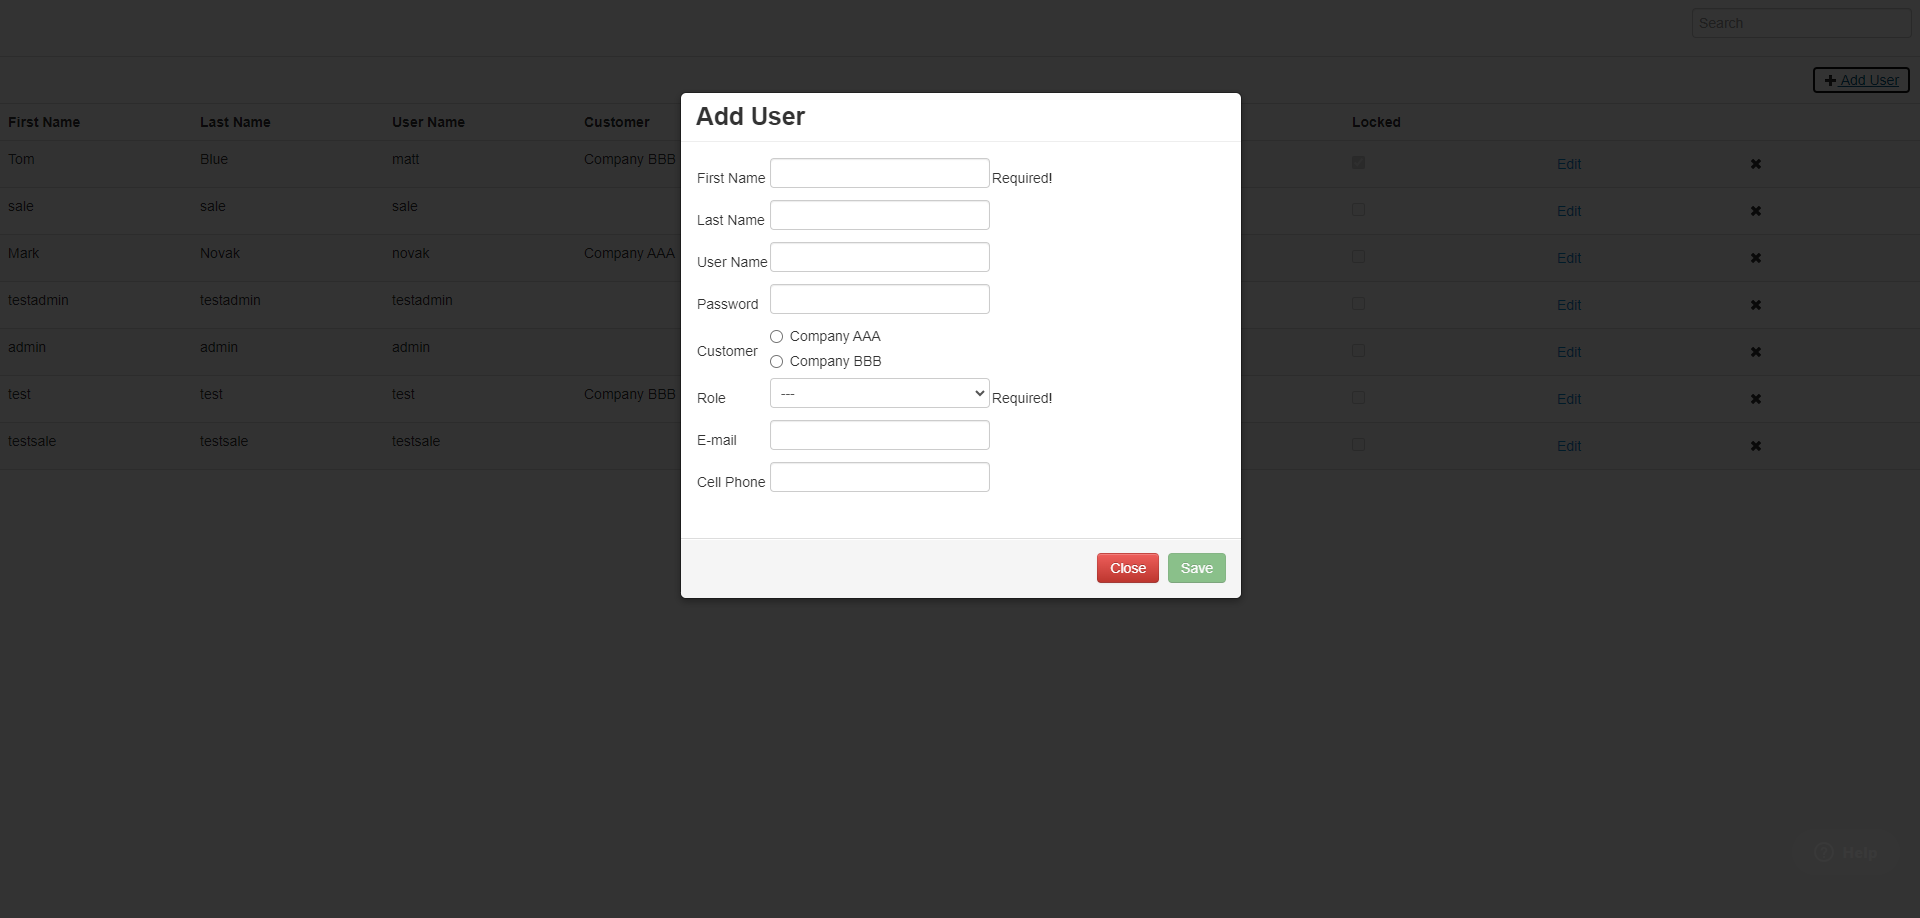 Search
Add User
First Name Last Name User Name Customer Locked
Tom Blue matt Company BBB Edit
sale sale sale Edit
Mark Novak novak Company AAA Edit
testadmin testadmin testadmin Edit
admin admin admin Edit
test test test Company BBB Edit
testsale testsale testsale Edit
Add User
First Name Required!
Last Name
User Name
Password
Customer
Company AAA
Company BBB
Role --- Required!
E-mail
Cell Phone
Close Save
Help